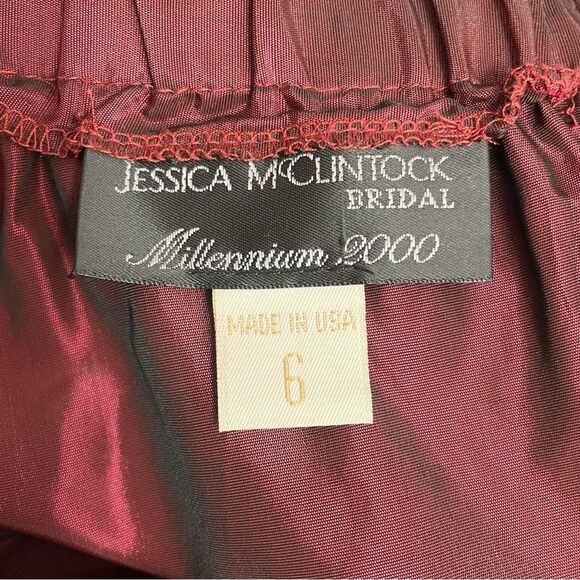 JESSICA MCCLINTOCK
BRIDAL
Millennium 2000
MADE IN USA
6